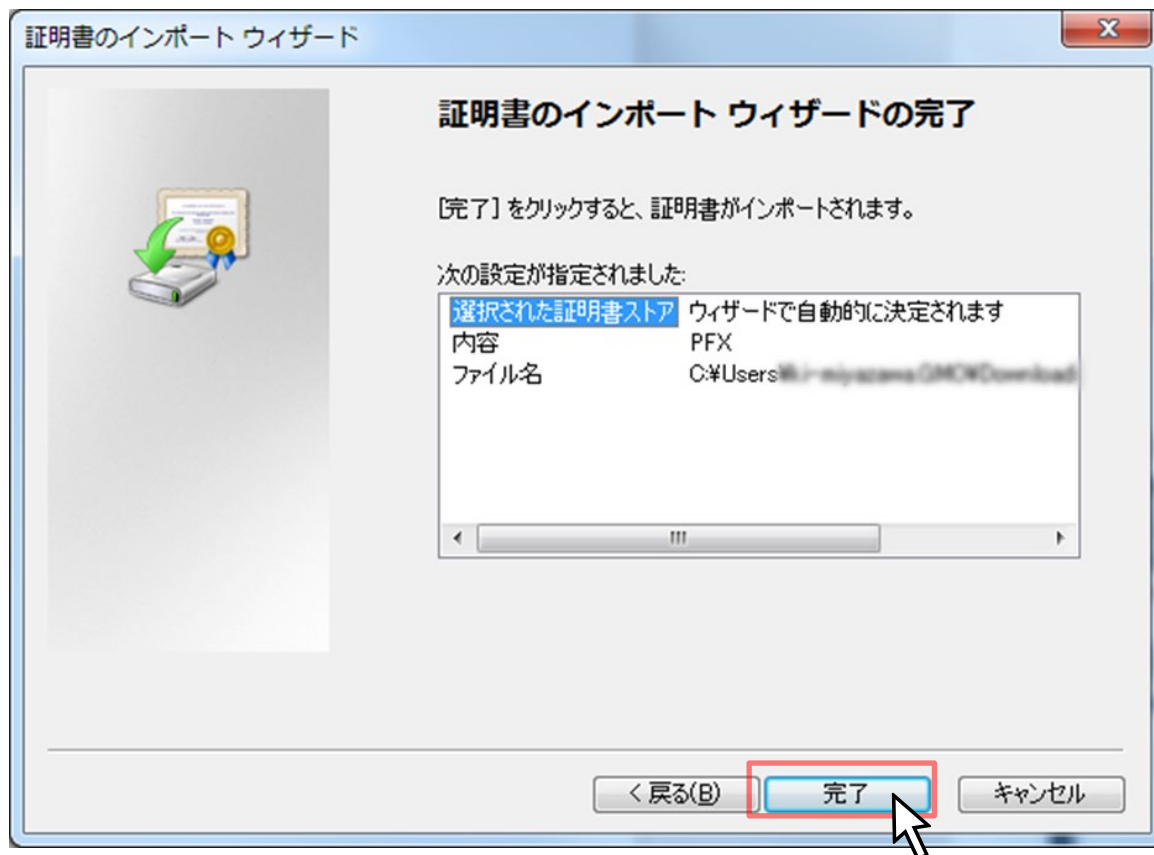 証明書のインポート ウィザード
証明書のインポート ウィザードの完了
[完了] をクリックすると、証明書がインポートされます。
次の設定が指定されました:
選択された証明書ストア ウィザードで自動的に決定されます
内容 PFX
ファイル名 C:¥Users
< 戻る(B) 完了 キャンセル